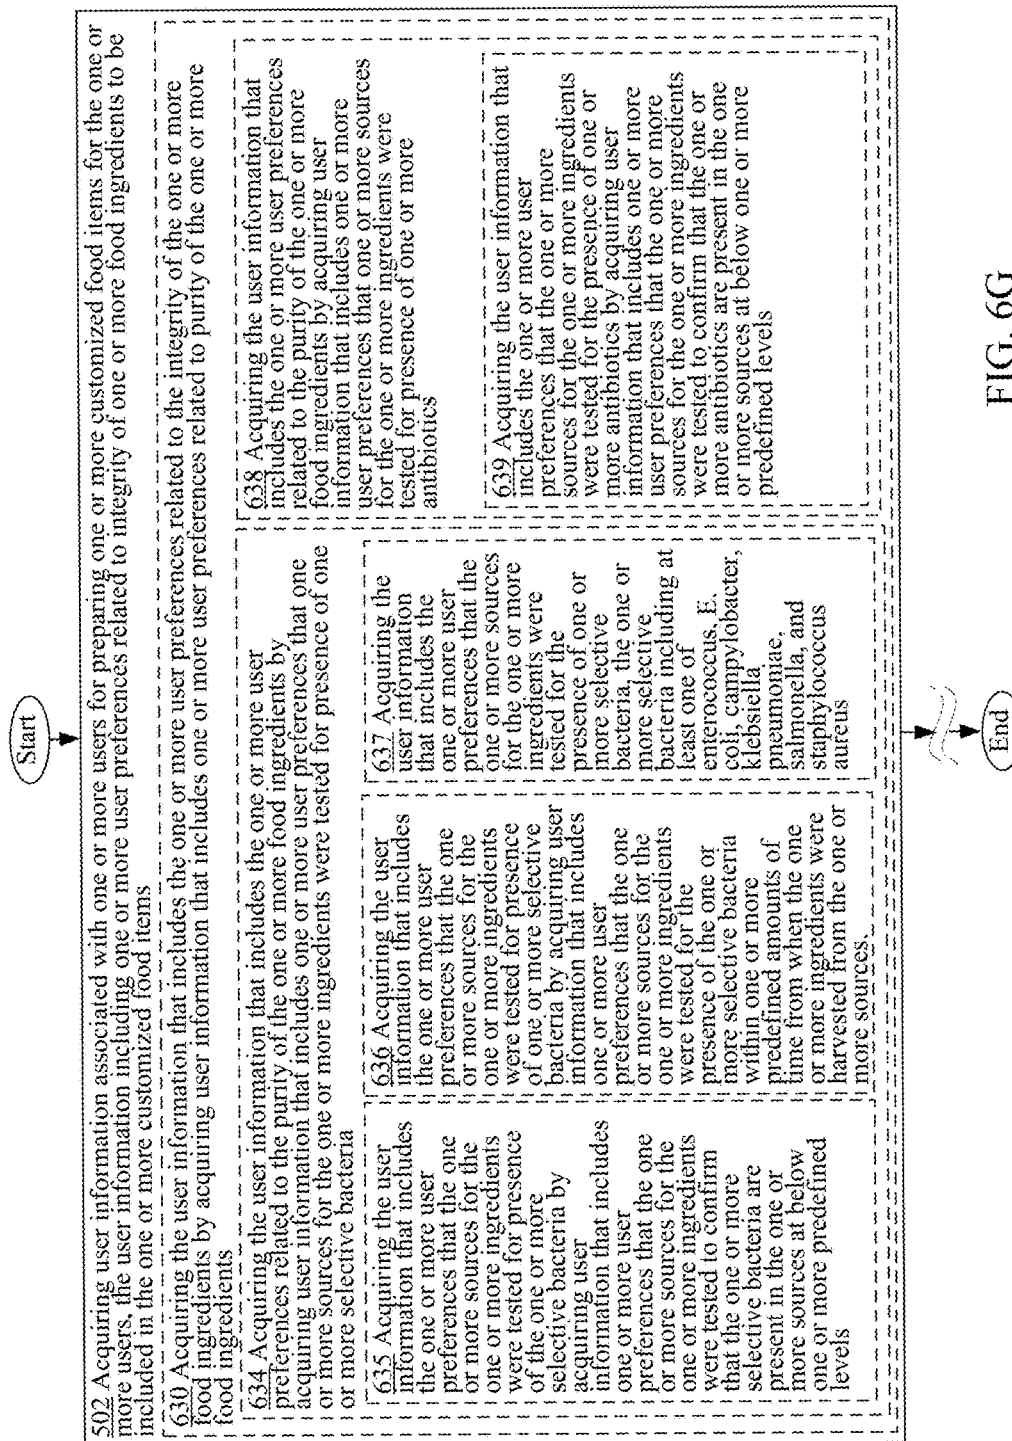 Start
502 Acquiring user information associated with one or more users for preparing one or more customized food items for the one or
more users, the user information including one or more user preferences related to integrity of one or more food ingredients to be
included in the one or more customized food items
630 Acquiring the user information that includes the one or more user preferences related to the integrity of the one or more
food ingredients by acquiring user information that includes one or more user preferences related to purity of the one or more
food ingredients
634 Acquiring the user information that includes the one or more user
preferences related to the purity of the one or more food ingredients by
acquiring user information that includes one or more user preferences that one
or more sources for the one or more ingredients were tested for presence of one
or more selective bacteria
635 Acquiring the user
information that includes
the one or more user
preferences that the one
or more sources for the
one or more ingredients
were tested for presence
of the one or more
selective bacteria by
acquiring user
information that includes
one or more user
preferences that the one
or more sources for the
one or more ingredients
were tested to confirm
that the one or more
selective bacteria are
present in the one or
more sources at below
one or more predefined
levels
636 Acquiring the user
information that includes
the one or more user
preferences that the one
or more sources for the
one or more ingredients
were tested for presence
of one or more selective
bacteria by acquiring user
information that includes
one or more user
preferences that the one
or more sources for the
one or more ingredients
were tested for the
presence of the one or
more selective bacteria
within one or more
predefined amounts of
time from when the one
or more ingredients were
harvested from the one or
more sources.
637 Acquiring the
user information
that includes the
one or more user
preferences that the
one or more sources
for the one or more
ingredients were
tested for the
presence of one or
more selective
bacteria, the one or
more selective
bacteria including at
least one of
enterococcus, E.
coli, campylobacter,
klebsiella
pneumoniae,
salmonella, and
staphylococcus
aureus
638 Acquiring the user information that
includes the one or more user preferences
related to the purity of the one or more
food ingredients by acquiring user
information that includes one or more
user preferences that one or more sources
for the one or more ingredients were
tested for presence of one or more
antibiotics
639 Acquiring the user information that
includes the one or more user
preferences that the one or more
sources for the one or more ingredients
were tested for the presence of one or
more antibiotics by acquiring user
information that includes one or more
user preferences that the one or more
sources for the one or more ingredients
were tested to confirm that the one or
more antibiotics are present in the one
or more sources at below one or more
predefined levels
End
FIG. 6G